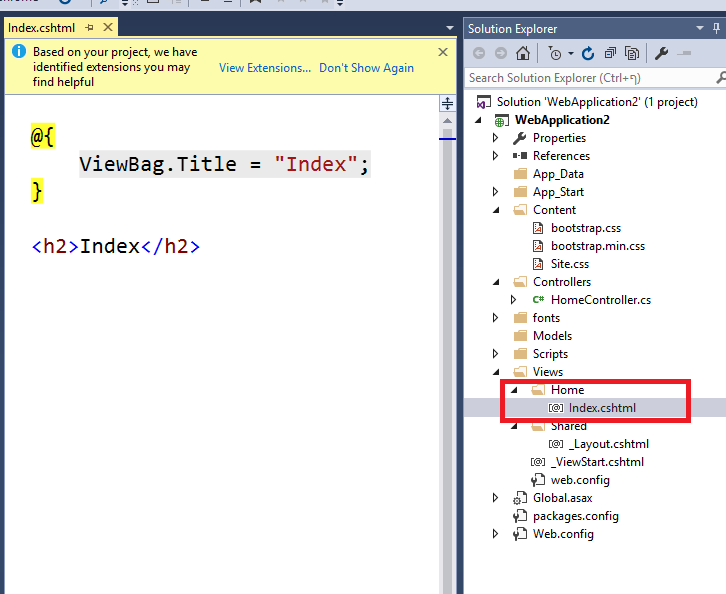 Index.cshtml
Based on your project, we have
identified extensions you may
find helpful
View Extensions... Don't Show Again
@{
ViewBag.Title = "Index";
}
<h2>Index</h2>
Solution Explorer
Search Solution Explorer (Ctrl+ף)
Solution 'WebApplication2' (1 project)
WebApplication2
Properties
References
App_Data
App_Start
Content
bootstrap.css
bootstrap.min.css
Site.css
Controllers
C# HomeController.cs
fonts
Models
Scripts
Views
Home
[@] Index.cshtml
Shared
[@] _Layout.cshtml
[@] _ViewStart.cshtml
web.config
Global.asax
packages.config
Web.config